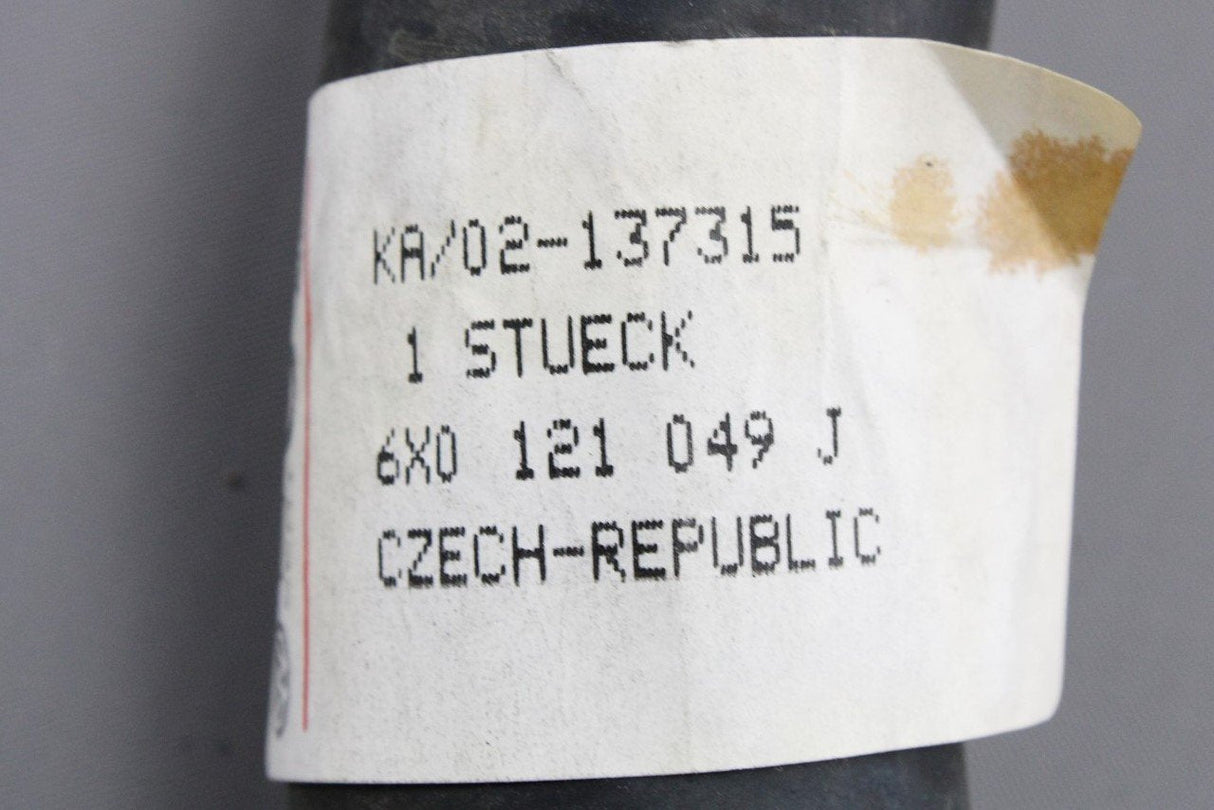 KA/02-137315
1 STUECK
6X0 121 049 J
CZECH-REPUBLIC